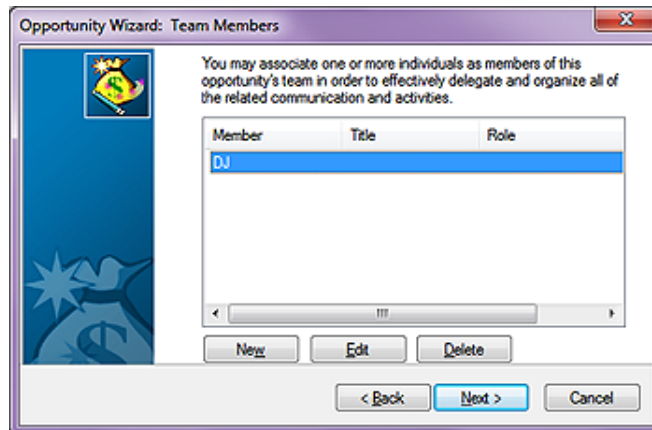 Opportunity Wizard: Team Members
You may associate one or more individuals as members of this
opportunity's team in order to effectively delegate and organize all of
the related communication and activities.
Member Title Role
DJ
New Edit Delete
< Back Next > Cancel